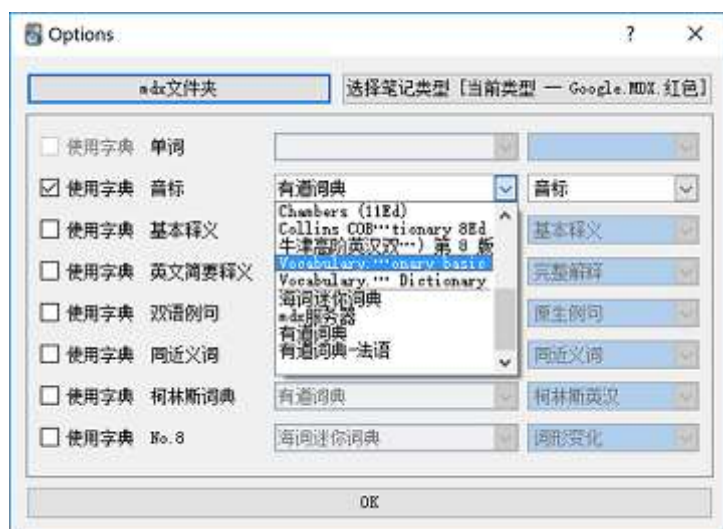 Options
mdx文件夹 选择笔记类型 [当前类型 — Google.MDX.红色]
使用字典 单词
使用字典 音标 有道词典 音标
Chambers (11Ed)
使用字典 基本释义 Collins COB···tionary 8Ed 基本释义
牛津高阶英汉双···) 第 8 版
使用字典 英文简要释义 Vocabulary.···onary basic 完整解释
Vocabulary.··· Dictionary
海词迷你词典
使用字典 双语例句 mdx服务器 原生例句
有道词典
使用字典 同近义词 有道词典-法语 同近义词
使用字典 柯林斯词典 有道词典 柯林斯英汉
使用字典 No.8 海词迷你词典 词形变化
OK